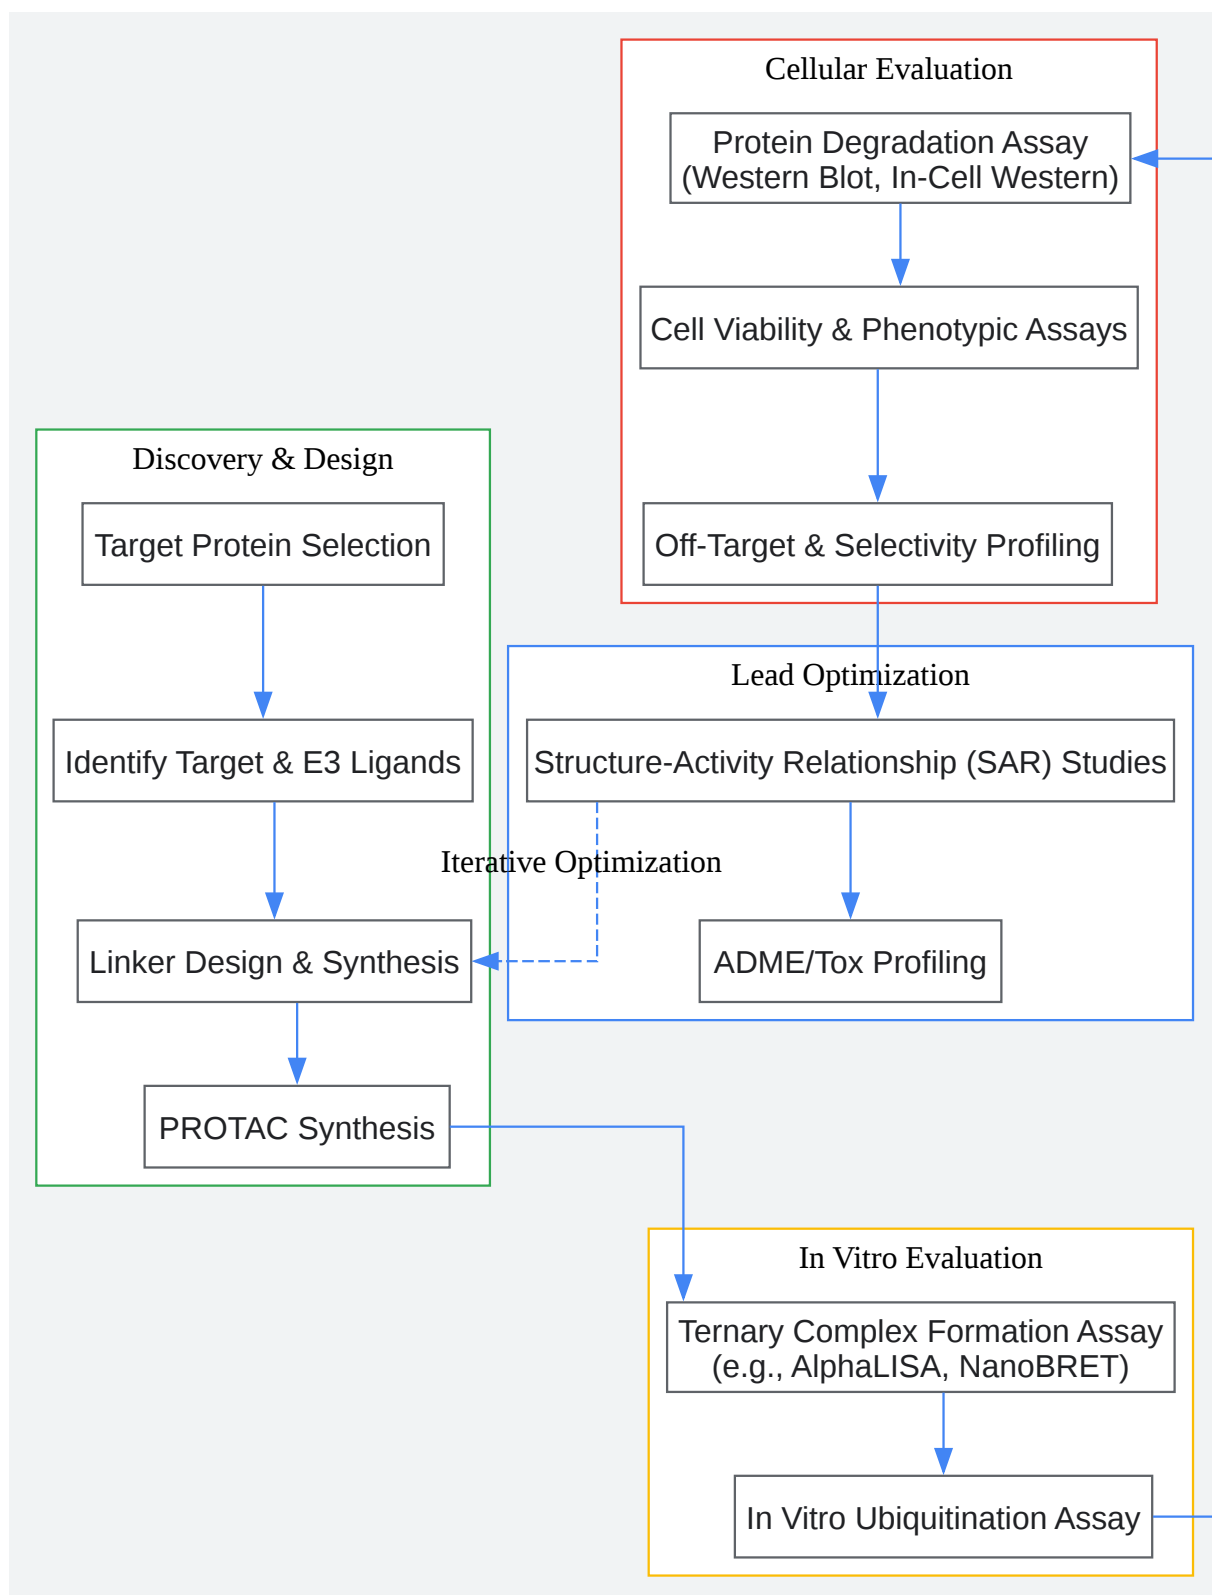 Cellular Evaluation
Protein Degradation Assay
(Western Blot, In-Cell Western)
Cell Viability & Phenotypic Assays
Off-Target & Selectivity Profiling
Discovery & Design
Target Protein Selection
Identify Target & E3 Ligands
Linker Design & Synthesis
PROTAC Synthesis
Lead Optimization
Structure-Activity Relationship (SAR) Studies
Iterative Optimization
ADME/Tox Profiling
In Vitro Evaluation
Ternary Complex Formation Assay
(e.g., AlphaLISA, NanoBRET)
In Vitro Ubiquitination Assay